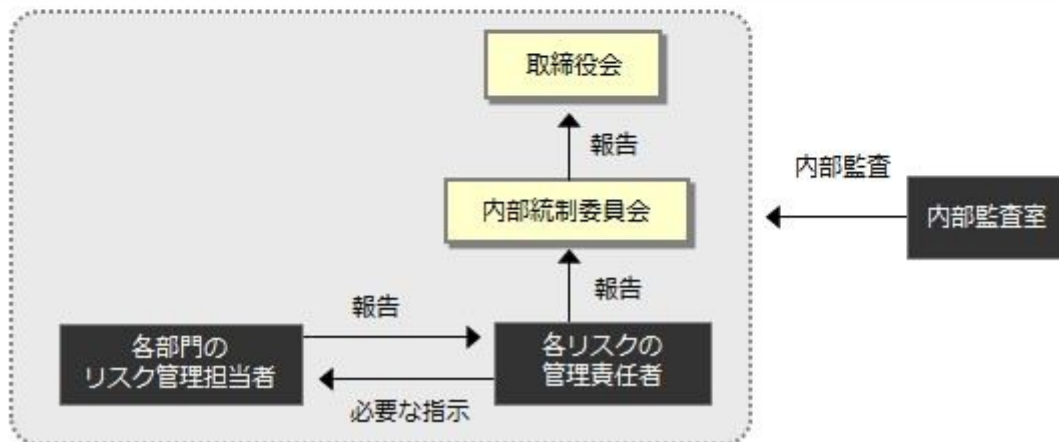 取締役会
報告
内部監査
内部統制委員会
内部監査室
報告
報告
各部門の
リスク管理担当者
各リスクの
管理責任者
必要な指示